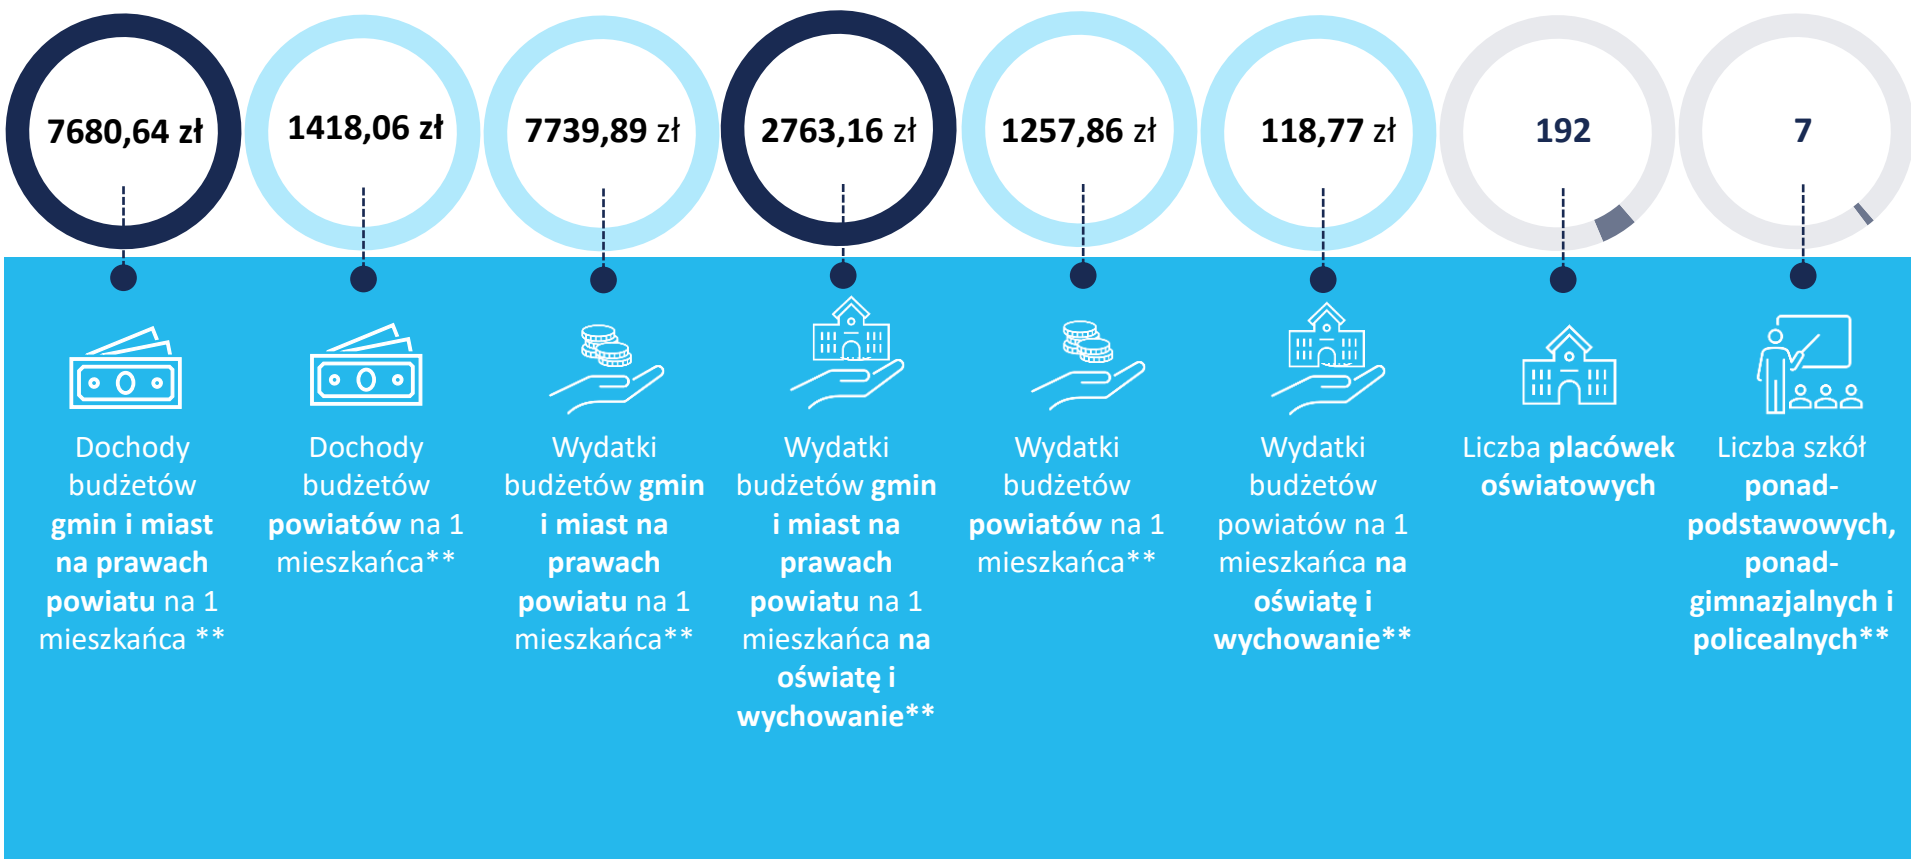 7680,64 zł
1418,06 zł
7739,89 zł
2763,16 zł
1257,86 zł
118,77 zł
192
7
Dochody
budżetów
gmin i miast
na prawach
powiatu na 1
mieszkańca **
Dochody
budżetów
powiatów na 1
mieszkańca**
Wydatki
budżetów gmin
i miast na
prawach
powiatu na 1
mieszkańca**
Wydatki
budżetów gmin
i miast na
prawach
powiatu na 1
mieszkańca na
oświatę i
wychowanie**
Wydatki
budżetów
powiatów na 1
mieszkańca**
Wydatki
budżetów
powiatów na 1
mieszkańca na
oświatę i
wychowanie**
Liczba placówek
oświatowych
Liczba szkół
ponad-
podstawowych,
ponad-
gimnazjalnych i
policealnych**